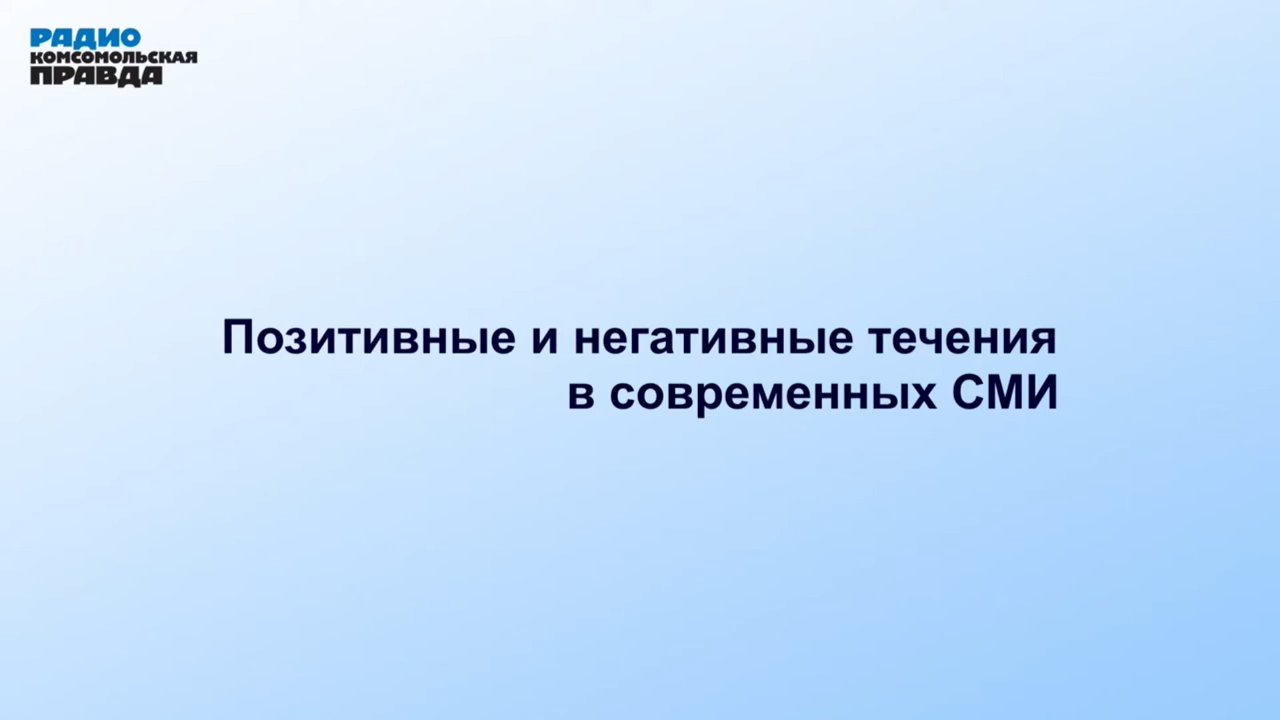 РАДИО
КОМСОМОЛЬСКАЯ
ПРАВДА
Позитивные и негативные течения
в современных СМИ